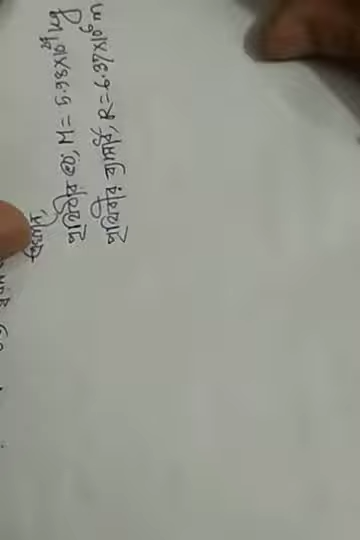 এখানে,
পৃথিবীর ভর, M = 5.98×10²⁴ kg
পৃথিবীর ব্যাসার্ধ, R = 6.37×10⁶ m